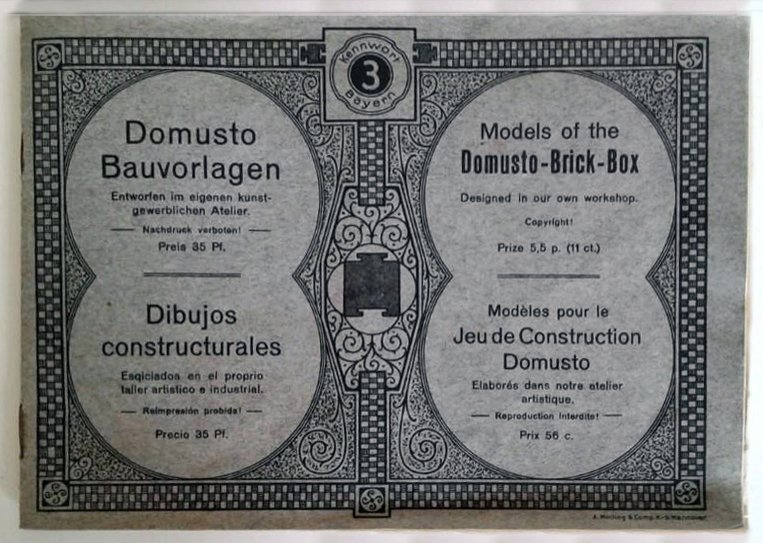 Kennwort
3
Bayern
Domusto
Bauvorlagen
Entworfen im eigenen kunst-
gewerblichen Atelier.
Nachdruck verboten!
Preis 35 Pf.
Dibujos
constructurales
Esqiciados en el proprio
taller artistico e industrial.
Reimpresión prohida!
Precio 35 Pf.
Models of the
Domusto-Brick-Box
Designed in our own workshop.
Copyright!
Prize 5,5 p. (11 ct.)
Modèles pour le
Jeu de Construction
Domusto
Elaborés dans notre atelier
artistique.
Reproduction interdite!
Prix 56 c.
& Comp. Hannover